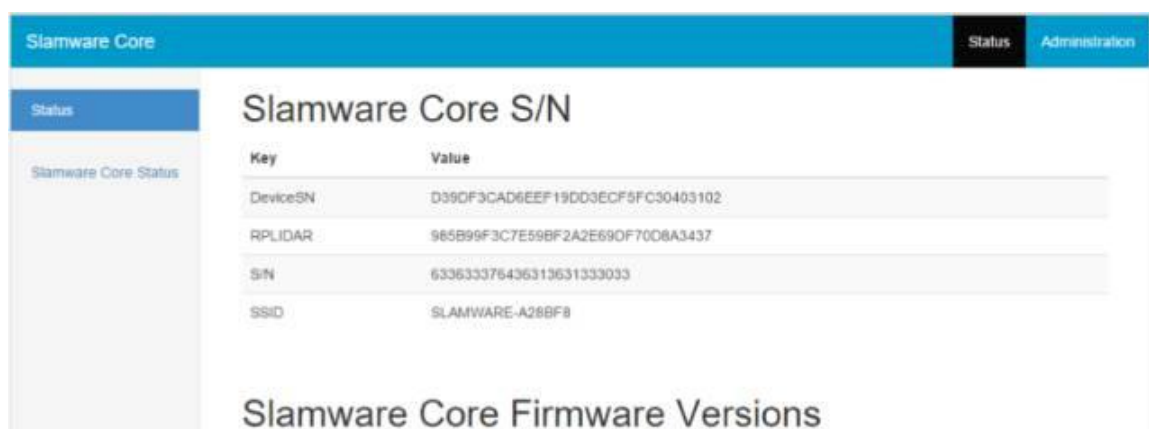 Slamware Core Status Administration
Status
Slamware Core Status
Slamware Core S/N
Key Value
DeviceSN D39DF3CAD6EEF19DD3ECF5FC30403102
RPLIDAR 985B99F3C7E59BF2A2E69DF70D8A3437
S/N 633633376436313631333033
SSID SLAMWARE-A28BF8
Slamware Core Firmware Versions